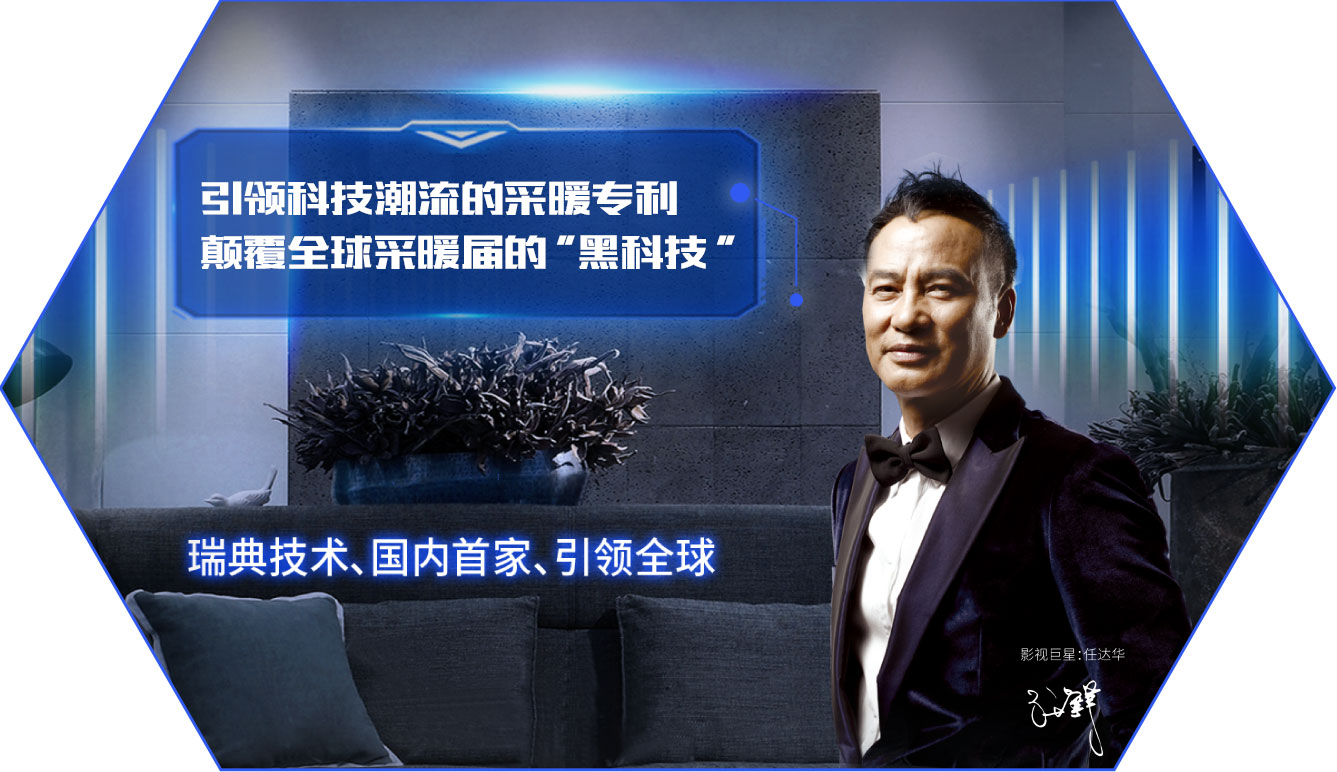 引领科技潮流的采暖专利
颠覆全球采暖届的“黑科技“
瑞典技术、国内首家、引领全球
影视巨星:任达华